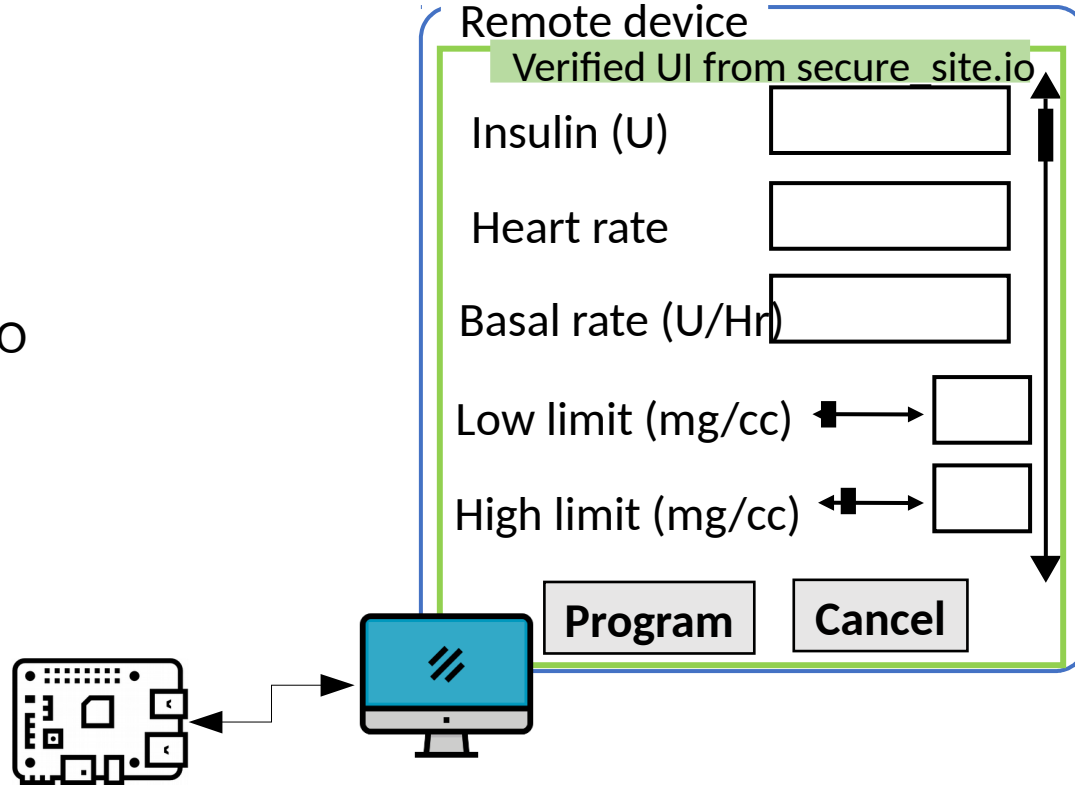 Remote device
Verified UI from secure_site.io
Insulin (U)
Heart rate
o
Basal rate (U/Hr)
Low limit (mg/cc)
High limit (mg/cc)
Program Cancel